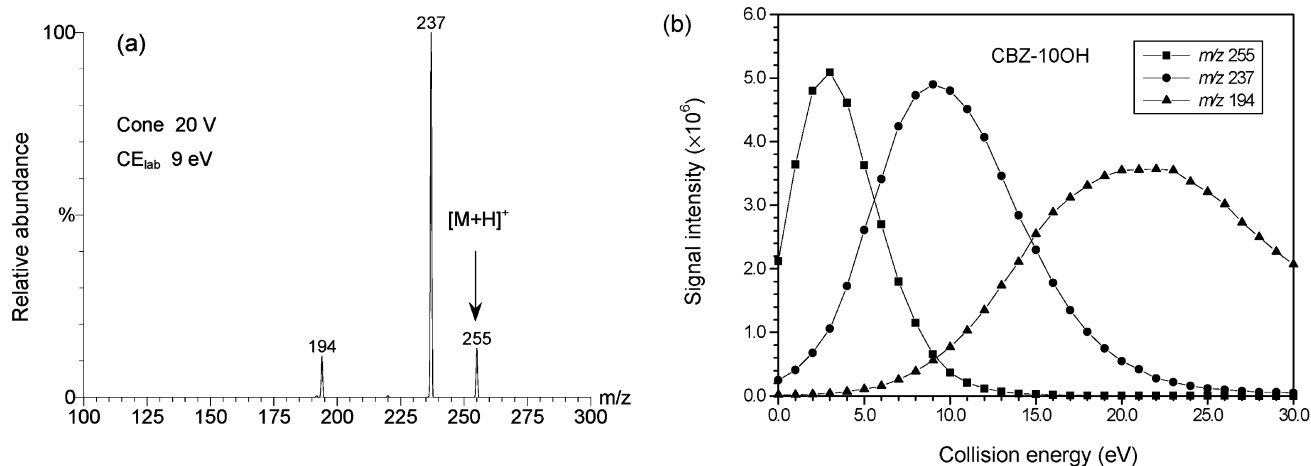 (a)
237
100
Cone 20 V
CE_lab 9 eV
%
[M+H]⁺
255
194
0
100 150 200 225 250 275 300 m/z
Relative abundance
(b)
CBZ-10OH
m/z 255
m/z 237
m/z 194
6.0
5.0
4.0
3.0
2.0
1.0
0.0
0.0 5.0 10.0 15.0 20.0 25.0 30.0
Signal intensity (×10⁶)
Collision energy (eV)